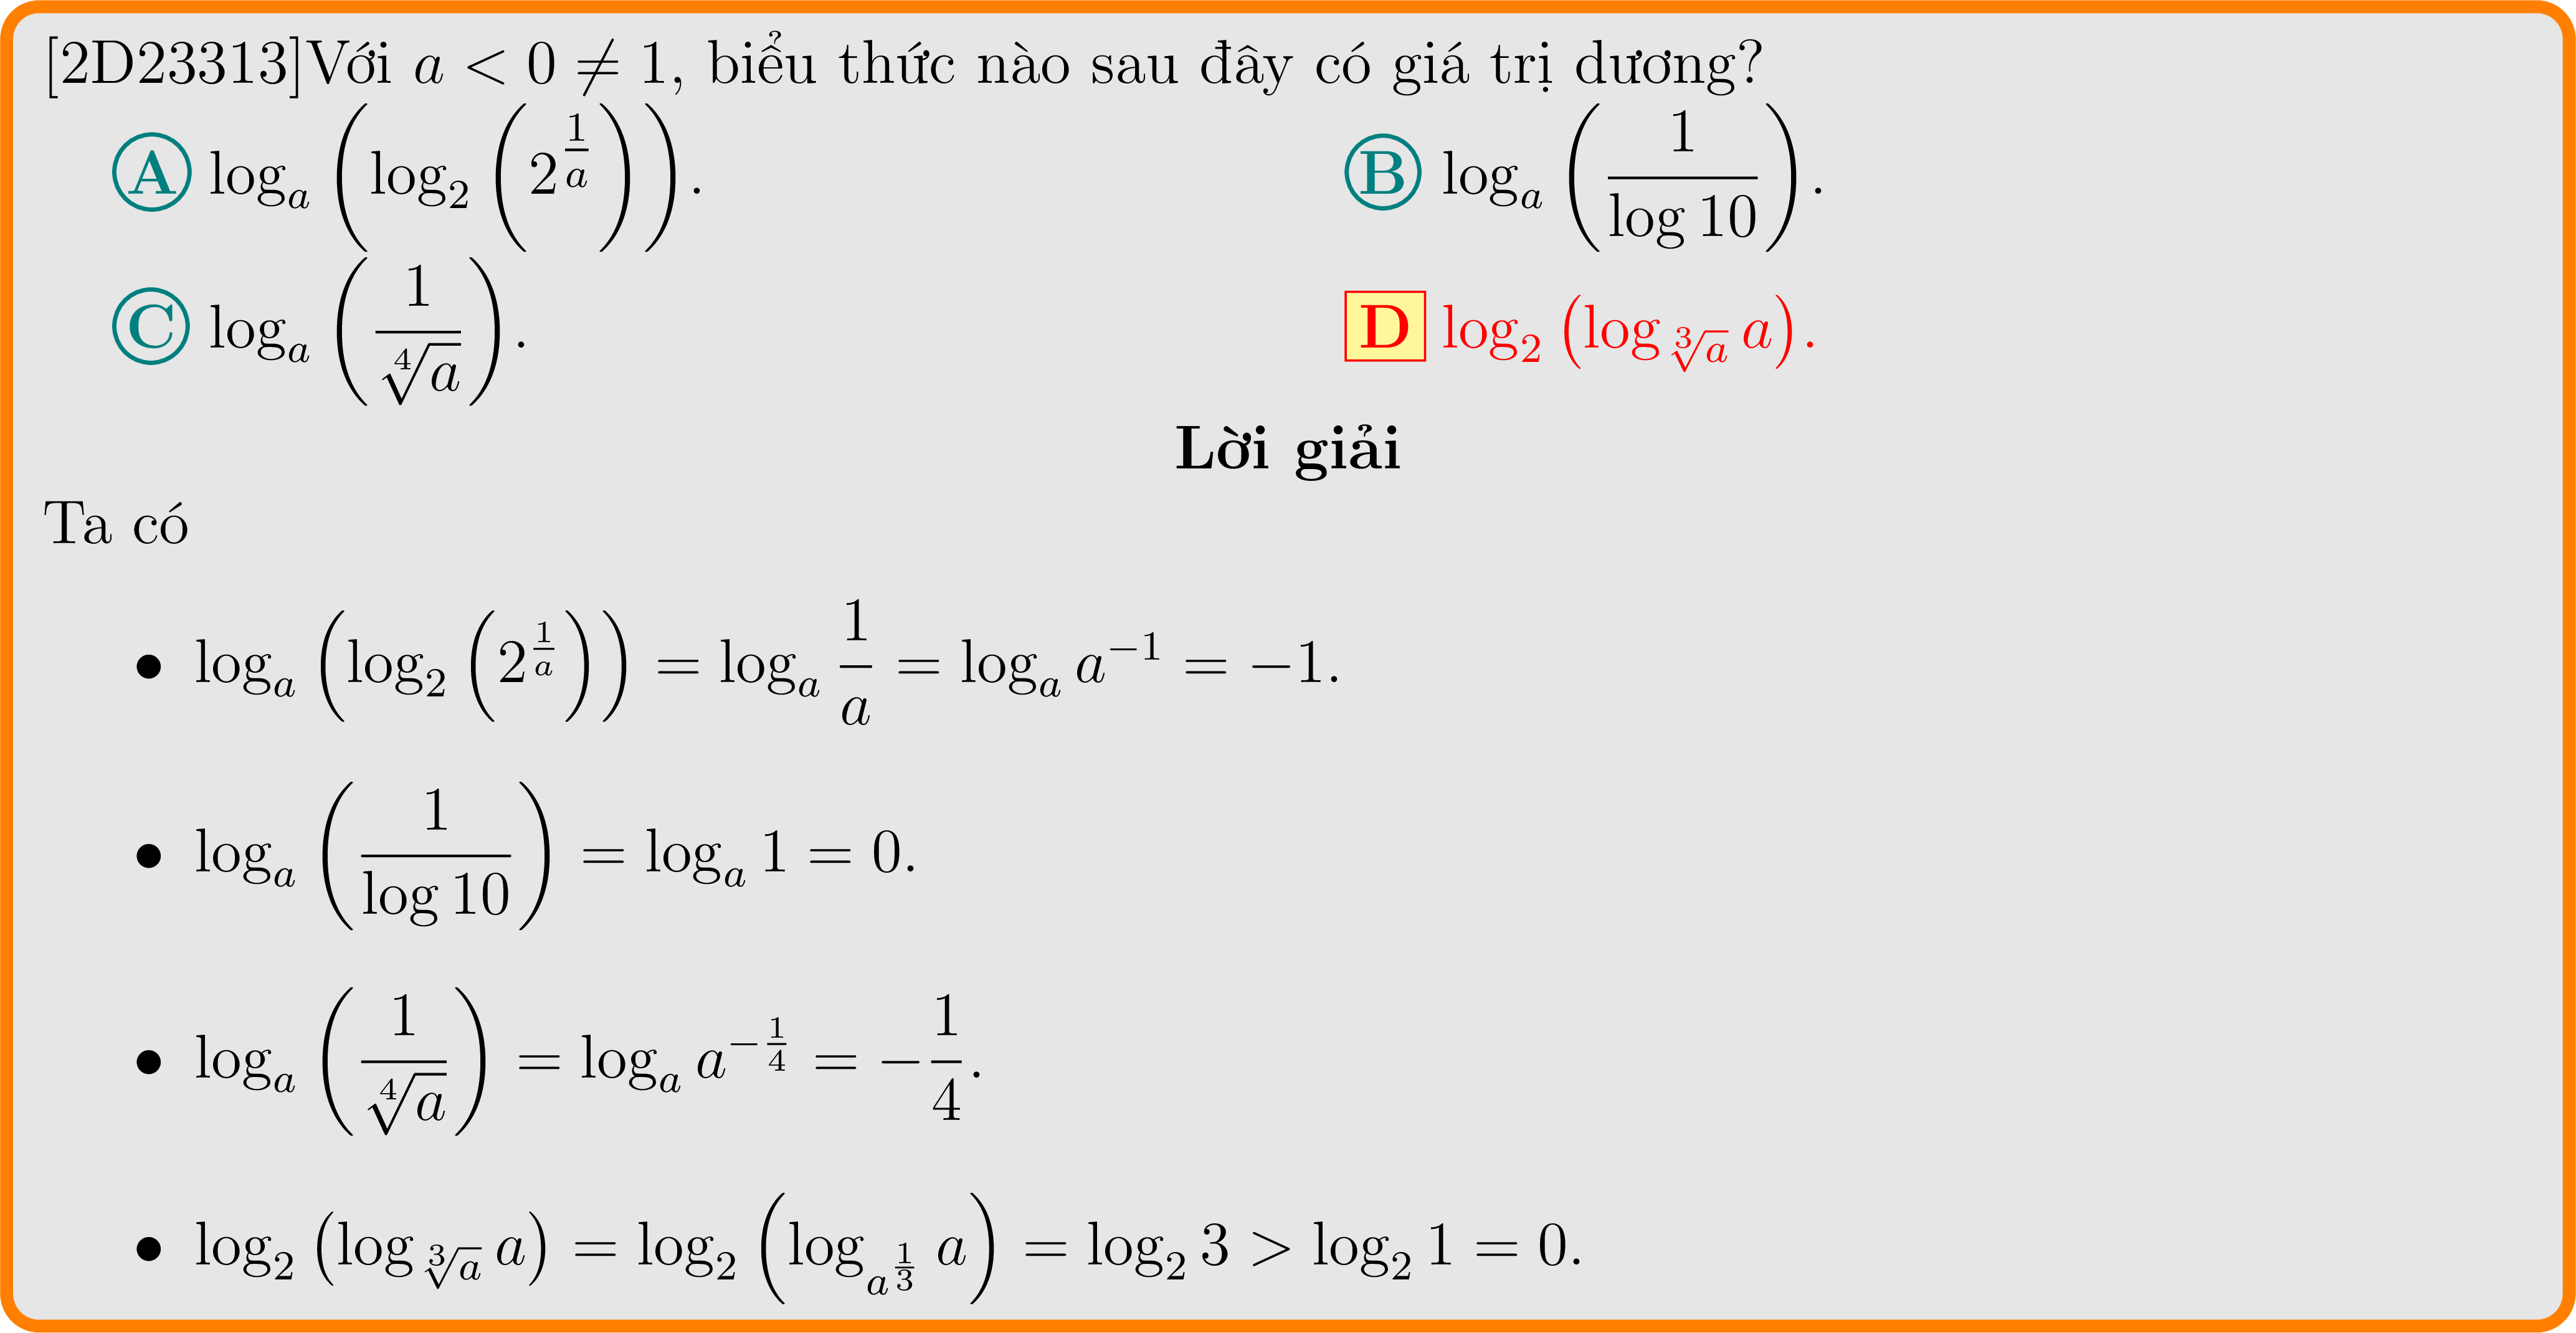 [2D23313]Với $a < 0 \neq 1$, biểu thức nào sau đây có giá trị dương?
A $\log_a \left( \log_2 \left( 2^{\frac{1}{a}} \right) \right)$. B $\log_a \left( \frac{1}{\log 10} \right)$.
C $\log_a \left( \frac{1}{\sqrt[4]{a}} \right)$. D $\log_2 \left( \log_{\sqrt[3]{a}} a \right)$.
Lời giải
Ta có
• $\log_a \left( \log_2 \left( 2^{\frac{1}{a}} \right) \right) = \log_a \frac{1}{a} = \log_a a^{-1} = -1$.
• $\log_a \left( \frac{1}{\log 10} \right) = \log_a 1 = 0$.
• $\log_a \left( \frac{1}{\sqrt[4]{a}} \right) = \log_a a^{-\frac{1}{4}} = -\frac{1}{4}$.
• $\log_2 \left( \log_{\sqrt[3]{a}} a \right) = \log_2 \left( \log_{a^{\frac{1}{3}}} a \right) = \log_2 3 > \log_2 1 = 0$.